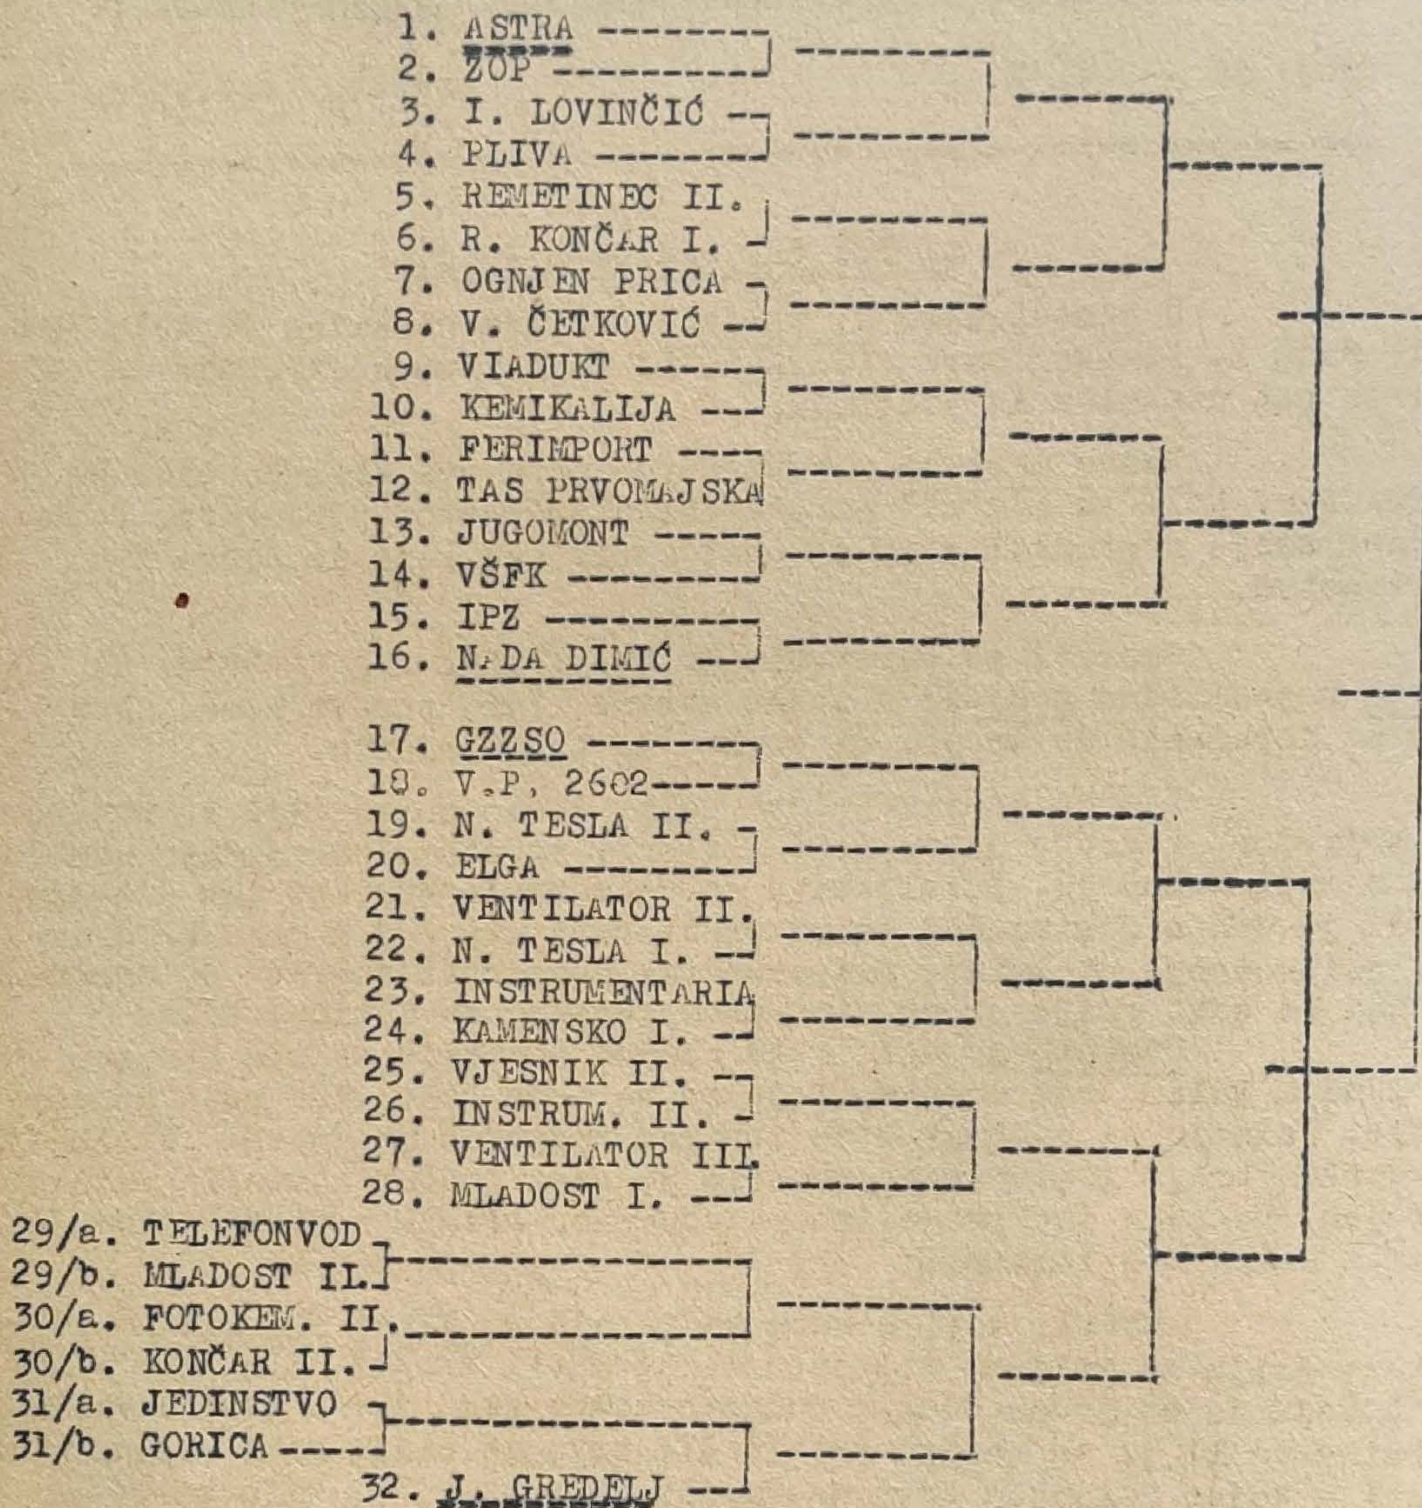 1. ASTRA
2. ZOP
3. I. LOVINČIĆ
4. PLIVA
5. REMETINEC II.
6. R. KONČAR I.
7. OGNJEN PRICA
8. V. ČETKOVIĆ
9. VIADUKT
10. KEMIKALIJA
11. FERIMPORT
12. TAS PRVOMAJSKA
13. JUGOMONT
14. VŠFK
15. IPZ
16. NADA DIMIĆ
17. GZZSO
18. V.P. 2602
19. N. TESLA II.
20. ELGA
21. VENTILATOR II.
22. N. TESLA I.
23. INSTRUMENTARIA
24. KAMENSKO I.
25. VJESNIK II.
26. INSTRUM. II.
27. VENTILATOR III.
28. MLADOST I.
29/a. TELEFONVOD
29/b. MLADOST II.
30/a. FOTOKEM. II.
30/b. KONČAR II.
31/a. JEDINSTVO
31/b. GORICA
32. J. GREDELJ